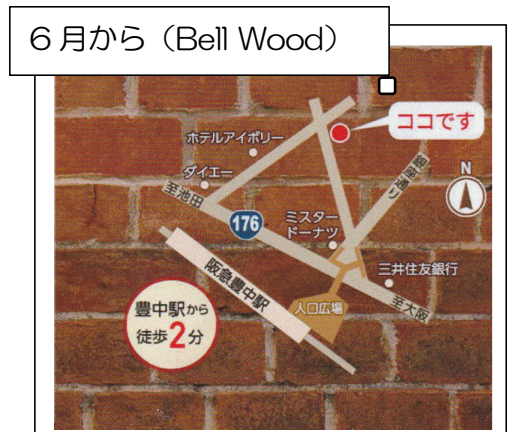 ６月から（Bell Wood）
ココです
ホテルアイボリー
銀座通り
N
ダイエー
至池田
176
ミスター
ドーナツ
阪急豊中駅
三井住友銀行
豊中駅から
徒歩2分
人口広場
至大阪